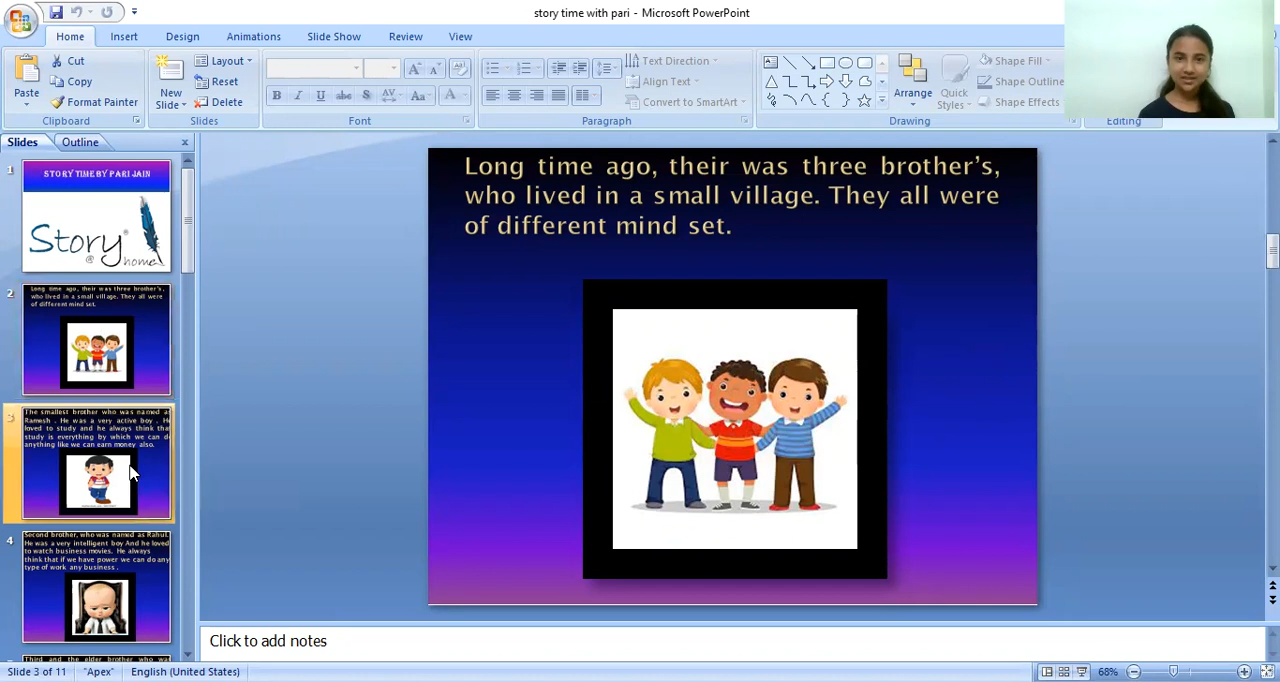 story time with pari - Microsoft PowerPoint
Home Insert Design Animations Slide Show Review View
Paste
Cut
Copy
Format Painter
Clipboard
New
Slide
Layout
Reset
Delete
Slides
B I U abc S AV Aa A
Font
Text Direction
Align Text
Convert to SmartArt
Paragraph
Arrange
Quick
Styles
Shape Fill
Shape Outline
Shape Effects
Drawing
Editing
Slides Outline
1
STORY TIME BY PARI JAIN
Story
@ home
2
Long time ago, their was three brother's,
who lived in a small village. They all were
of different mind set.
3
The smallest brother who was named as
Ramesh . He was a very active boy . He
loved to study and he always think that
study is everything by which we can do
anything like we can earn money also.
4
Second brother, who was named as Rahul.
He was a very intelligent boy And he loved
to watch business movies. He always
think that if we have power we can do any
type of work any business .
Third and the elder brother who was
Long time ago, their was three brother’s,
who lived in a small village. They all were
of different mind set.
Click to add notes
Slide 3 of 11 "Apex" English (United States) 68%